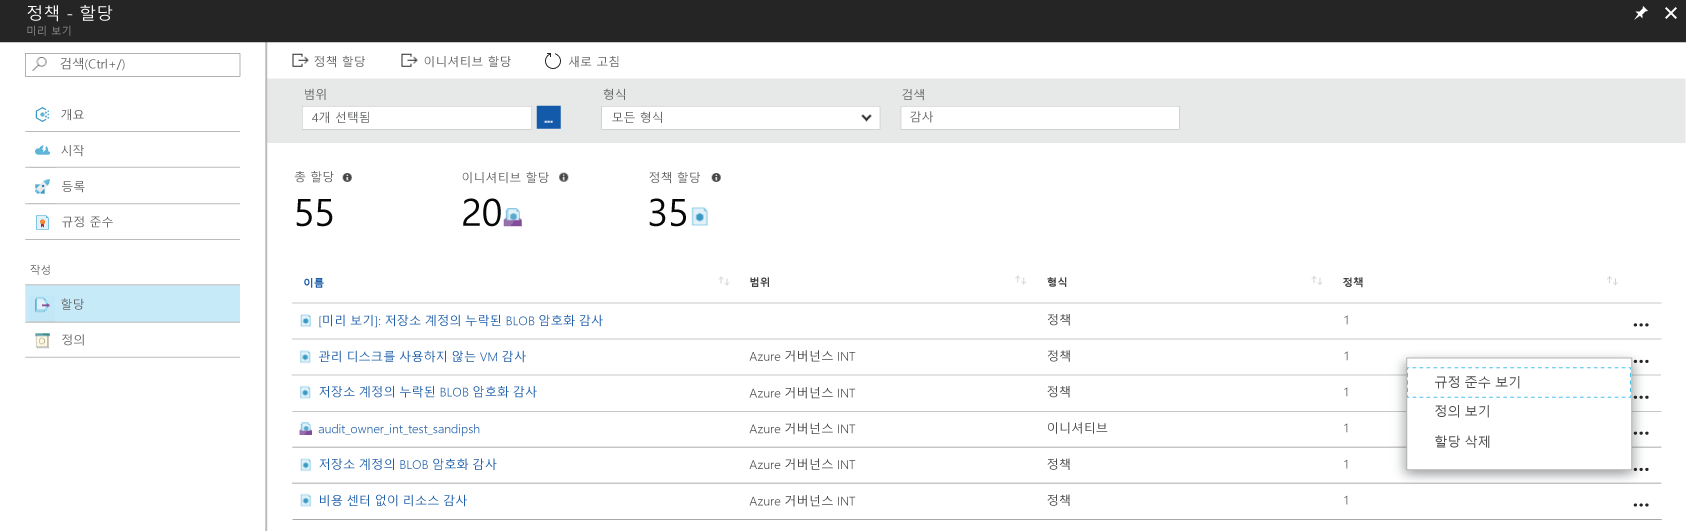 정책 - 할당
미리 보기
검색(Ctrl+/)
개요
시작
등록
규정 준수
작성
할당
정의
정책 할당 이니셔티브 할당 새로 고침
범위 형식 검색
4개 선택됨 ... 모든 형식 감사
총 할당 이니셔티브 할당 정책 할당
55 20 35
이름 범위 형식 정책
[미리 보기]: 저장소 계정의 누락된 BLOB 암호화 감사 정책 1
관리 디스크를 사용하지 않는 VM 감사 Azure 거버넌스 INT 정책 1
저장소 계정의 누락된 BLOB 암호화 감사 Azure 거버넌스 INT 정책 1
audit_owner_int_test_sandipsh Azure 거버넌스 INT 이니셔티브 1
저장소 계정의 BLOB 암호화 감사 Azure 거버넌스 INT 정책 1
비용 센터 없이 리소스 감사 Azure 거버넌스 INT 정책 1
규정 준수 보기
정의 보기
할당 삭제